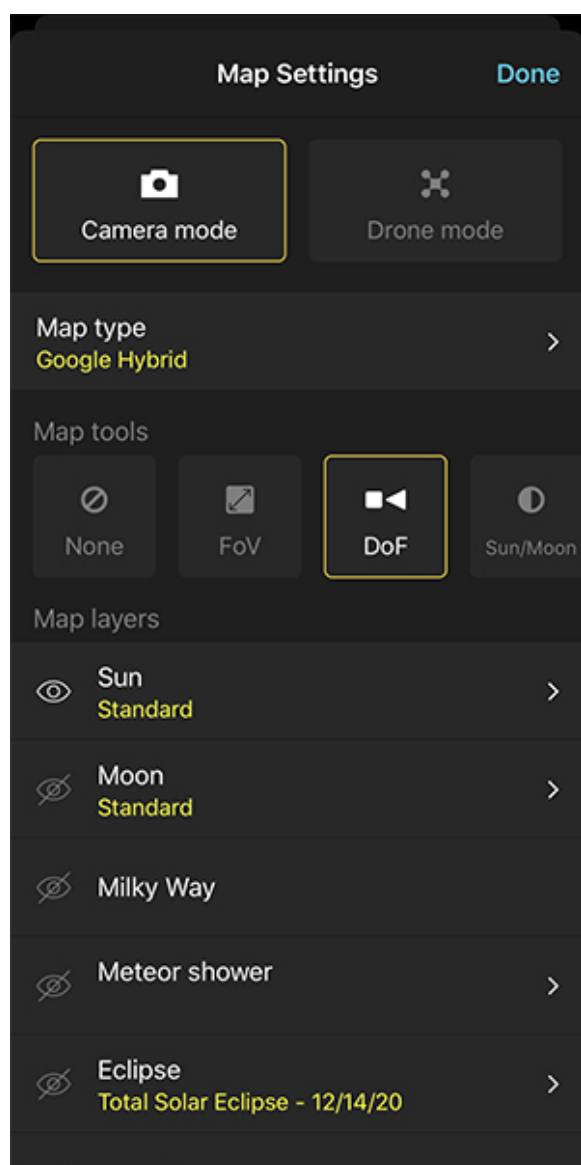 Map Settings
Done
Camera mode
Drone mode
Map type
Google Hybrid
Map tools
None
FoV
DoF
Sun/Moon
Map layers
Sun
Standard
Moon
Standard
Milky Way
Meteor shower
Eclipse
Total Solar Eclipse - 12/14/20